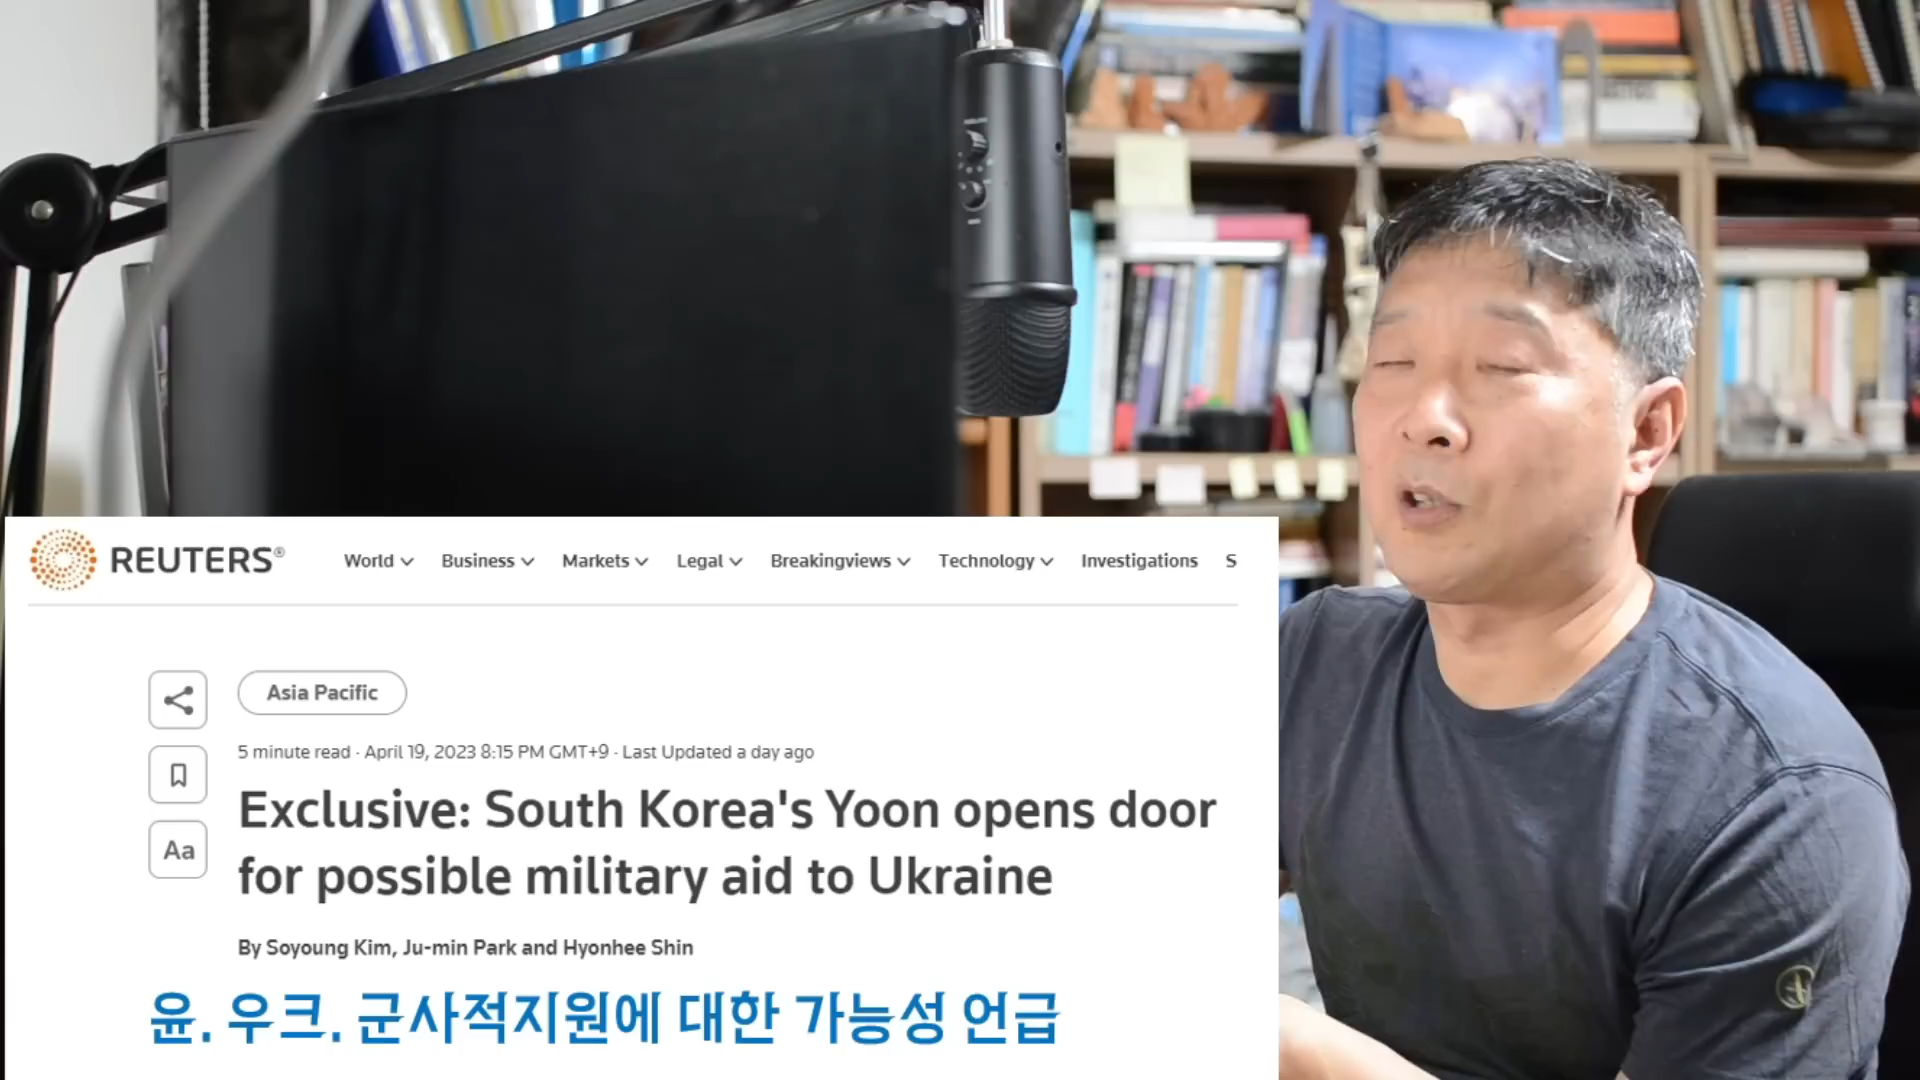 REUTERS®
World Business Markets Legal Breakingviews Technology Investigations S
Asia Pacific
5 minute read · April 19, 2023 8:15 PM GMT+9 · Last Updated a day ago
Aa
Exclusive: South Korea's Yoon opens door
for possible military aid to Ukraine
By Soyoung Kim, Ju-min Park and Hyonhee Shin
윤. 우크. 군사적지원에 대한 가능성 언급